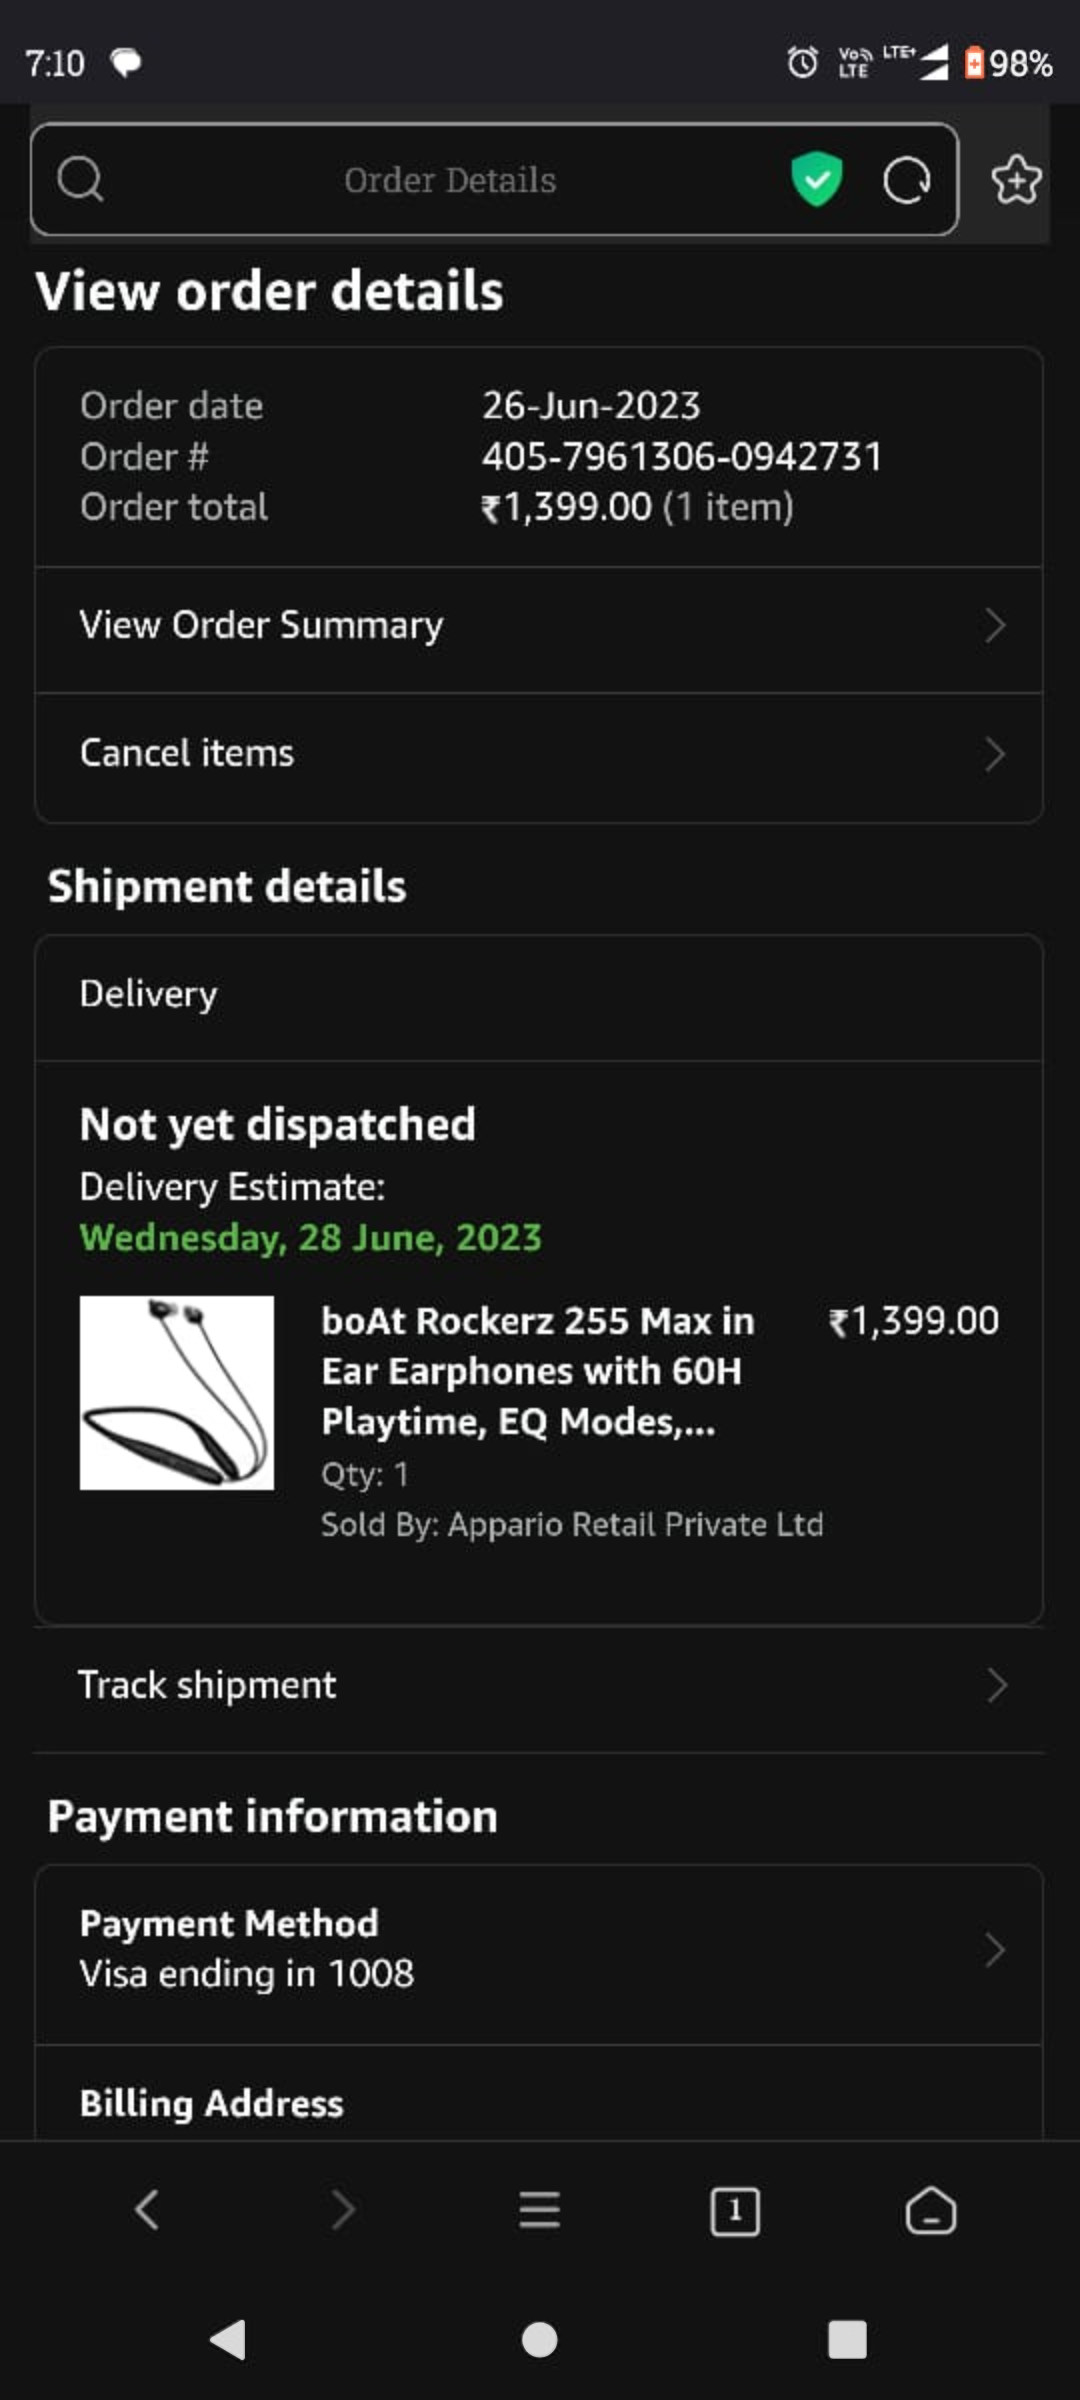 7:10 Vo LTE LTE+ 98%
Order Details
View order details
Order date 26-Jun-2023
Order # 405-7961306-0942731
Order total ₹1,399.00 (1 item)
View Order Summary
Cancel items
Shipment details
Delivery
Not yet dispatched
Delivery Estimate:
Wednesday, 28 June, 2023
boAt Rockerz 255 Max in ₹1,399.00
Ear Earphones with 60H
Playtime, EQ Modes,...
Qty: 1
Sold By: Appario Retail Private Ltd
Track shipment
Payment information
Payment Method
Visa ending in 1008
Billing Address
1